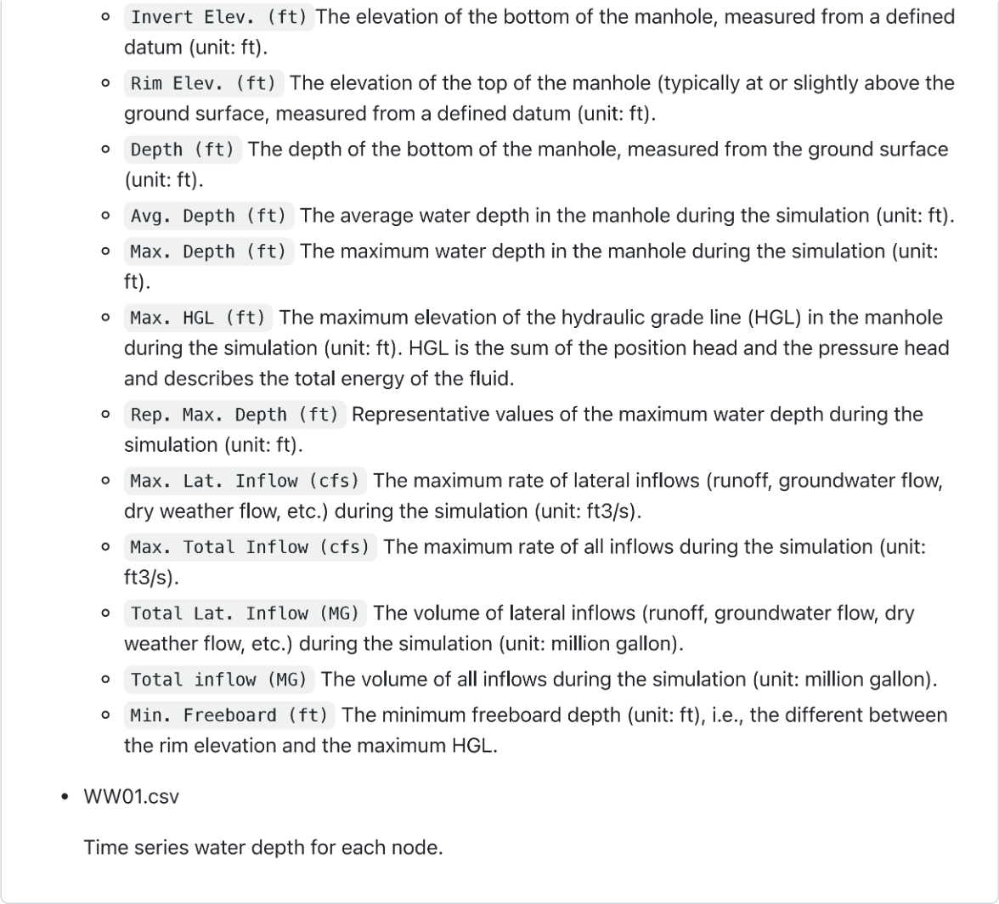 Invert Elev. (ft) The elevation of the bottom of the manhole, measured from a defined
datum (unit: ft).
Rim Elev. (ft) The elevation of the top of the manhole (typically at or slightly above the
ground surface, measured from a defined datum (unit: ft).
Depth (ft) The depth of the bottom of the manhole, measured from the ground surface
(unit: ft).
Avg. Depth (ft) The average water depth in the manhole during the simulation (unit: ft).
Max. Depth (ft) The maximum water depth in the manhole during the simulation (unit:
ft).
Max. HGL (ft) The maximum elevation of the hydraulic grade line (HGL) in the manhole
during the simulation (unit: ft). HGL is the sum of the position head and the pressure head
and describes the total energy of the fluid.
Rep. Max. Depth (ft) Representative values of the maximum water depth during the
simulation (unit: ft).
Max. Lat. Inflow (cfs) The maximum rate of lateral inflows (runoff, groundwater flow,
dry weather flow, etc.) during the simulation (unit: ft3/s).
Max. Total Inflow (cfs) The maximum rate of all inflows during the simulation (unit:
ft3/s).
Total Lat. Inflow (MG) The volume of lateral inflows (runoff, groundwater flow, dry
weather flow, etc.) during the simulation (unit: million gallon).
Total inflow (MG) The volume of all inflows during the simulation (unit: million gallon).
Min. Freeboard (ft) The minimum freeboard depth (unit: ft), i.e., the different between
the rim elevation and the maximum HGL.
WW01.csv
Time series water depth for each node.